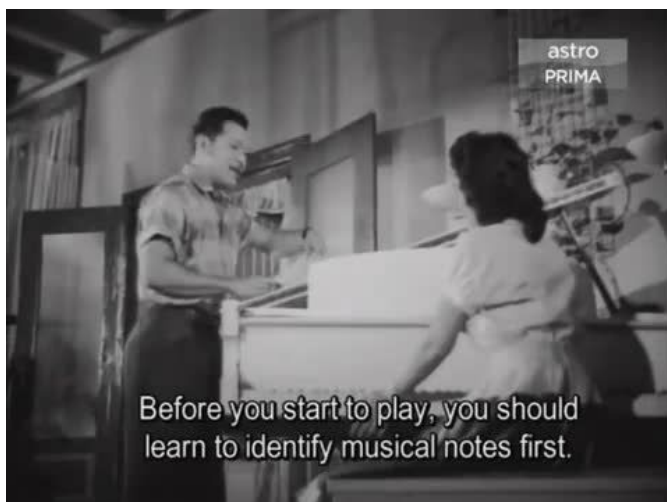 astro
PRIMA
Before you start to play, you should
learn to identify musical notes first.